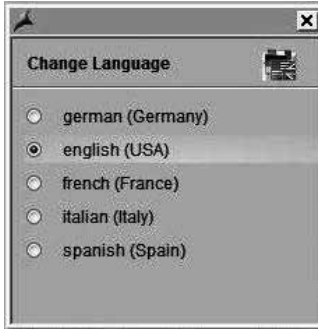 Change Language
german (Germany)
english (USA)
french (France)
italian (Italy)
spanish (Spain)